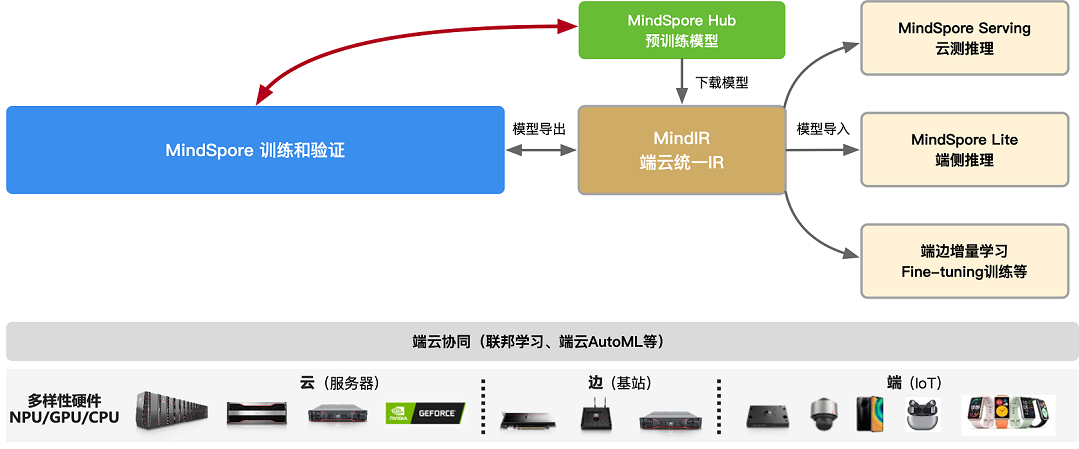 MindSpore Hub
预训练模型
MindSpore Serving
云测推理
下载模型
MindSpore 训练和验证
模型导出
MindIR
端云统一IR
模型导入
MindSpore Lite
端侧推理
端边增量学习
Fine-tuning训练等
端云协同（联邦学习、端云AutoML等）
多样性硬件
NPU/GPU/CPU
云（服务器）
边（基站）
端（IoT）
NVIDIA
GEFORCE